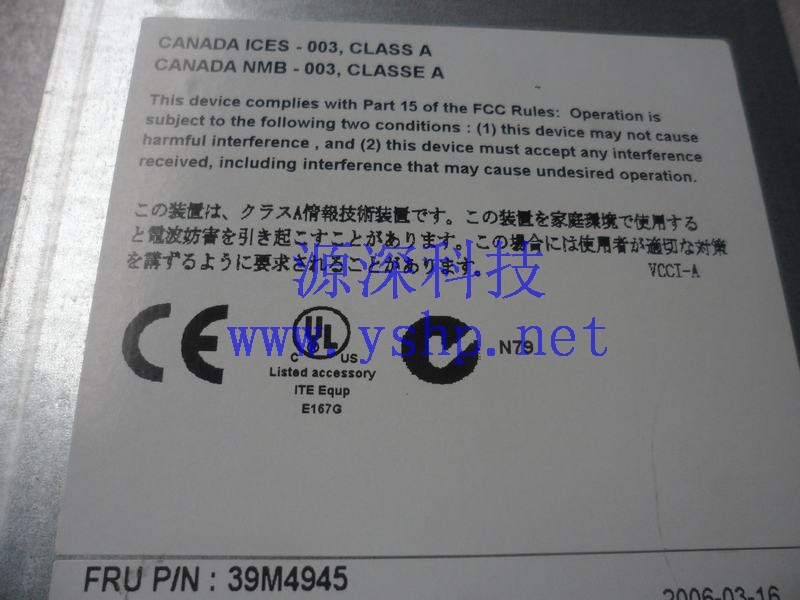 CANADA ICES - 003, CLASS A
CANADA NMB - 003, CLASSE A
This device complies with Part 15 of the FCC Rules: Operation is
subject to the following two conditions : (1) this device may not cause
harmful interference , and (2) this device must accept any interference
received, including interference that may cause undesired operation.
この装置は、クラスA情報技術装置です。この装置を家庭環境で使用する
と電波妨害を引き起こすことがあります。この場合には使用者が適切な対策
を講ずるように要求されることがあります。
VCCI-A
源深科技
www.yshp.net
CE
UL
C US
Listed accessory
ITE Equp
E167G
N79
FRU P/N : 39M4945
2006-03-16